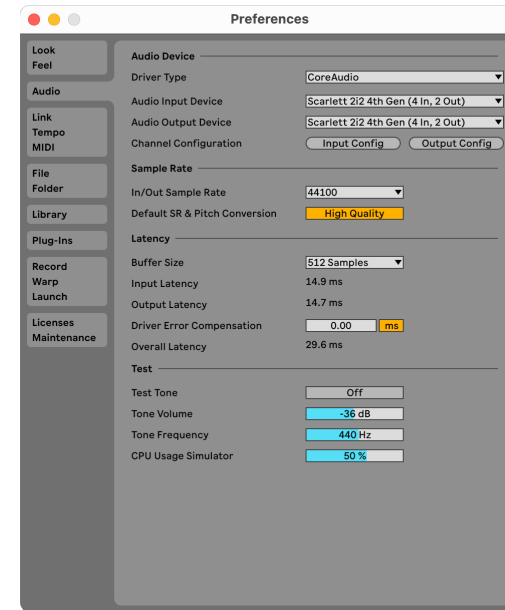 Preferences
Look
Feel
Audio
Link
Tempo
MIDI
File
Folder
Library
Plug-Ins
Record
Warp
Launch
Licenses
Maintenance
Audio Device
Driver Type CoreAudio
Audio Input Device Scarlett 2i2 4th Gen (4 In, 2 Out)
Audio Output Device Scarlett 2i2 4th Gen (4 In, 2 Out)
Channel Configuration Input Config Output Config
Sample Rate
In/Out Sample Rate 44100
Default SR & Pitch Conversion High Quality
Latency
Buffer Size 512 Samples
Input Latency 14.9 ms
Output Latency 14.7 ms
Driver Error Compensation 0.00 ms
Overall Latency 29.6 ms
Test
Test Tone Off
Tone Volume -36 dB
Tone Frequency 440 Hz
CPU Usage Simulator 50 %